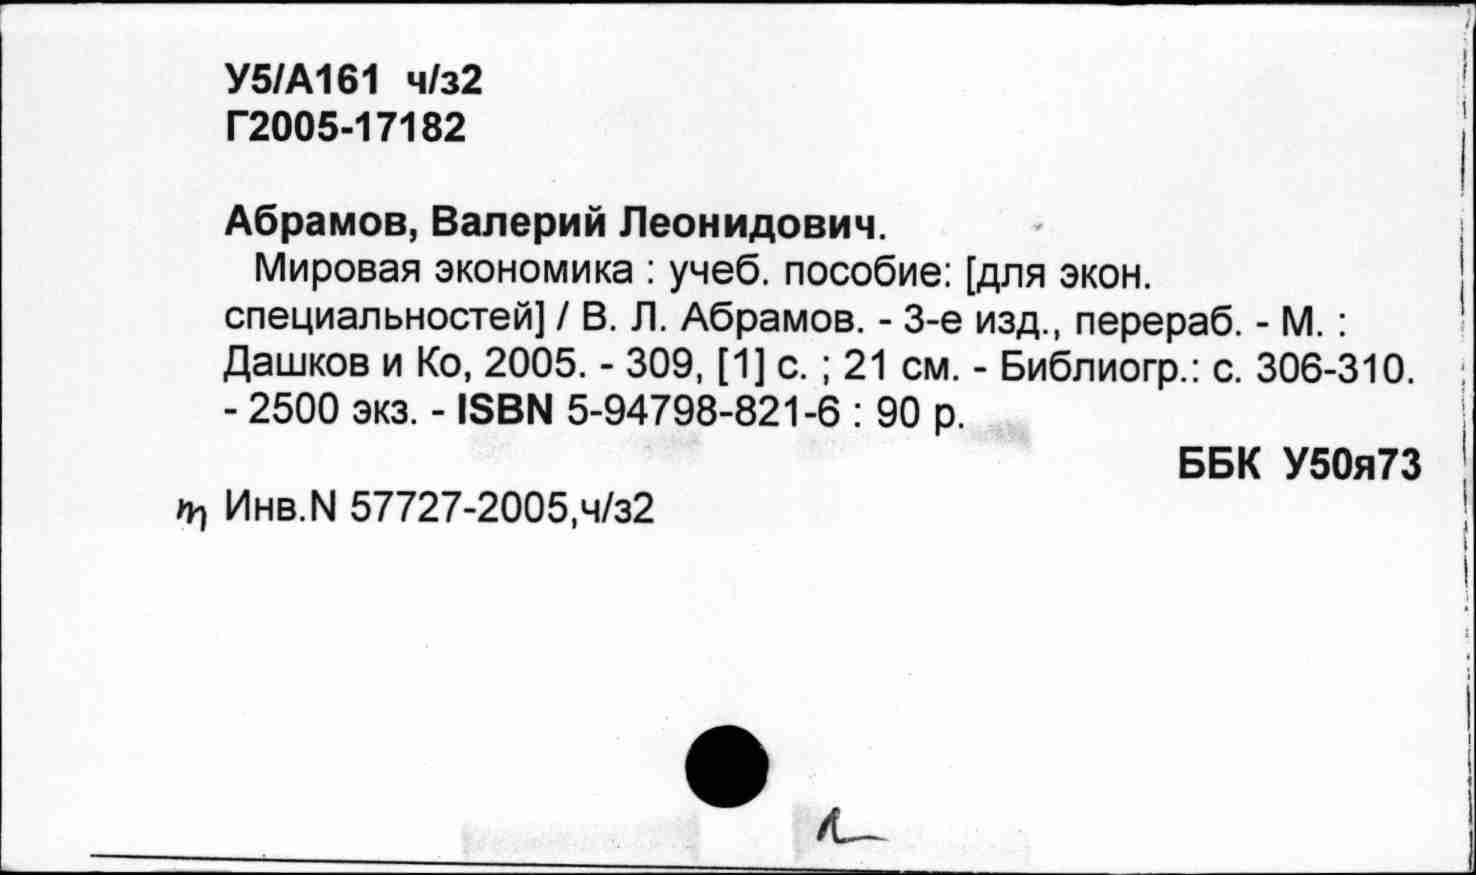 У5/А161 ч/з2
Г2005-17182
Абрамов, Валерий Леонидович.
Мировая экономика : учеб. пособие: [для экон.
специальностей] / В. Л. Абрамов. - 3-е изд., перераб. - М. :
Дашков и Ко, 2005. - 309, [1] с. ; 21 см. - Библиогр.: с. 306-310.
- 2500 экз. - ISBN 5-94798-821-6 : 90 р.
ББК У50я73
Инв.N 57727-2005,ч/з2